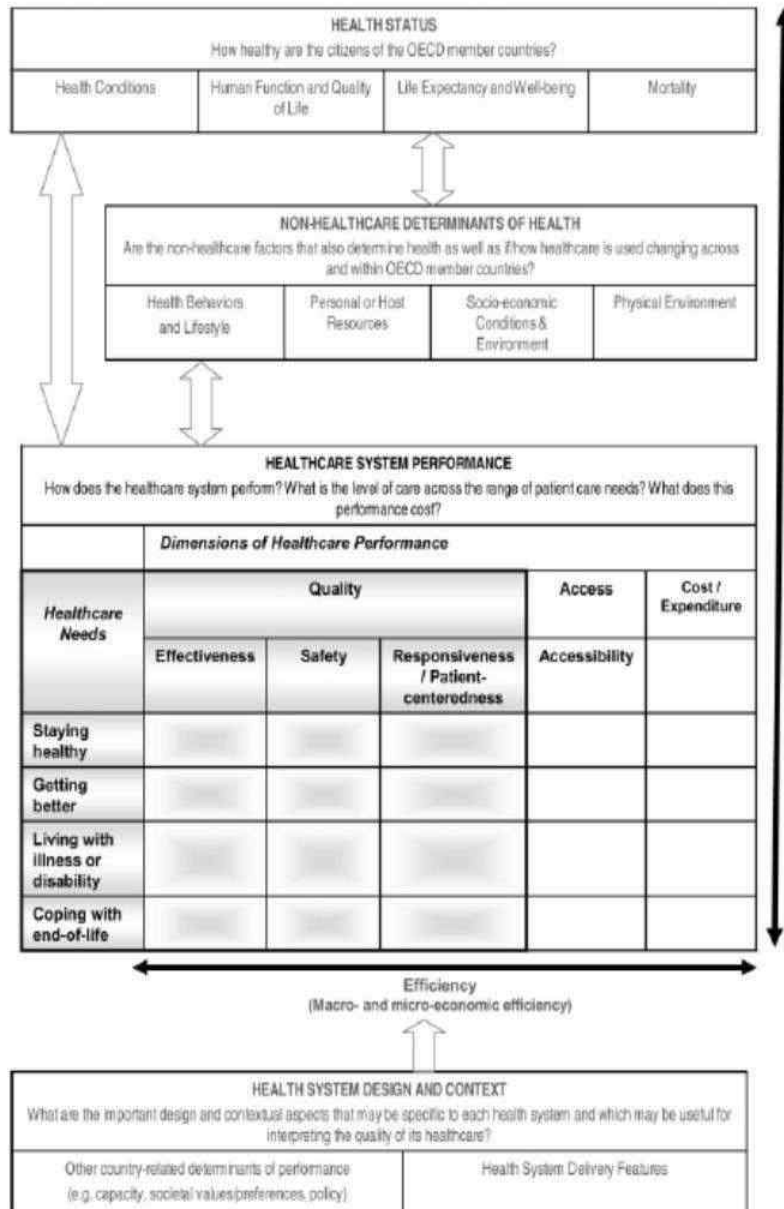 HEALTH STATUS
How healthy are the citizens of the OECD member countries?
Health Conditions
Human Function and Quality
of Life
Life Expectancy and Well-being
Mortality
NON-HEALTHCARE DETERMINANTS OF HEALTH
Are the non-healthcare factors that also determine health as well as if/how healthcare is used changing across
and within OECD member countries?
Health Behaviors
and Lifestyle
Personal or Host
Resources
Socio-economic
Conditions &
Environment
Physical Environment
HEALTHCARE SYSTEM PERFORMANCE
How does the healthcare system perform? What is the level of care across the range of patient care needs? What does this
performance cost?
Dimensions of Healthcare Performance
Healthcare
Needs
Quality
Access
Cost /
Expenditure
Effectiveness
Safety
Responsiveness
/ Patient-
centeredness
Accessibility
Staying
healthy
Getting
better
Living with
illness or
disability
Coping with
end-of-life
Efficiency
(Macro- and micro-economic efficiency)
HEALTH SYSTEM DESIGN AND CONTEXT
What are the important design and contextual aspects that may be specific to each health system and which may be useful for
interpreting the quality of its healthcare?
Other country-related determinants of performance
(e.g. capacity, societal values/preferences, policy)
Health System Delivery Features